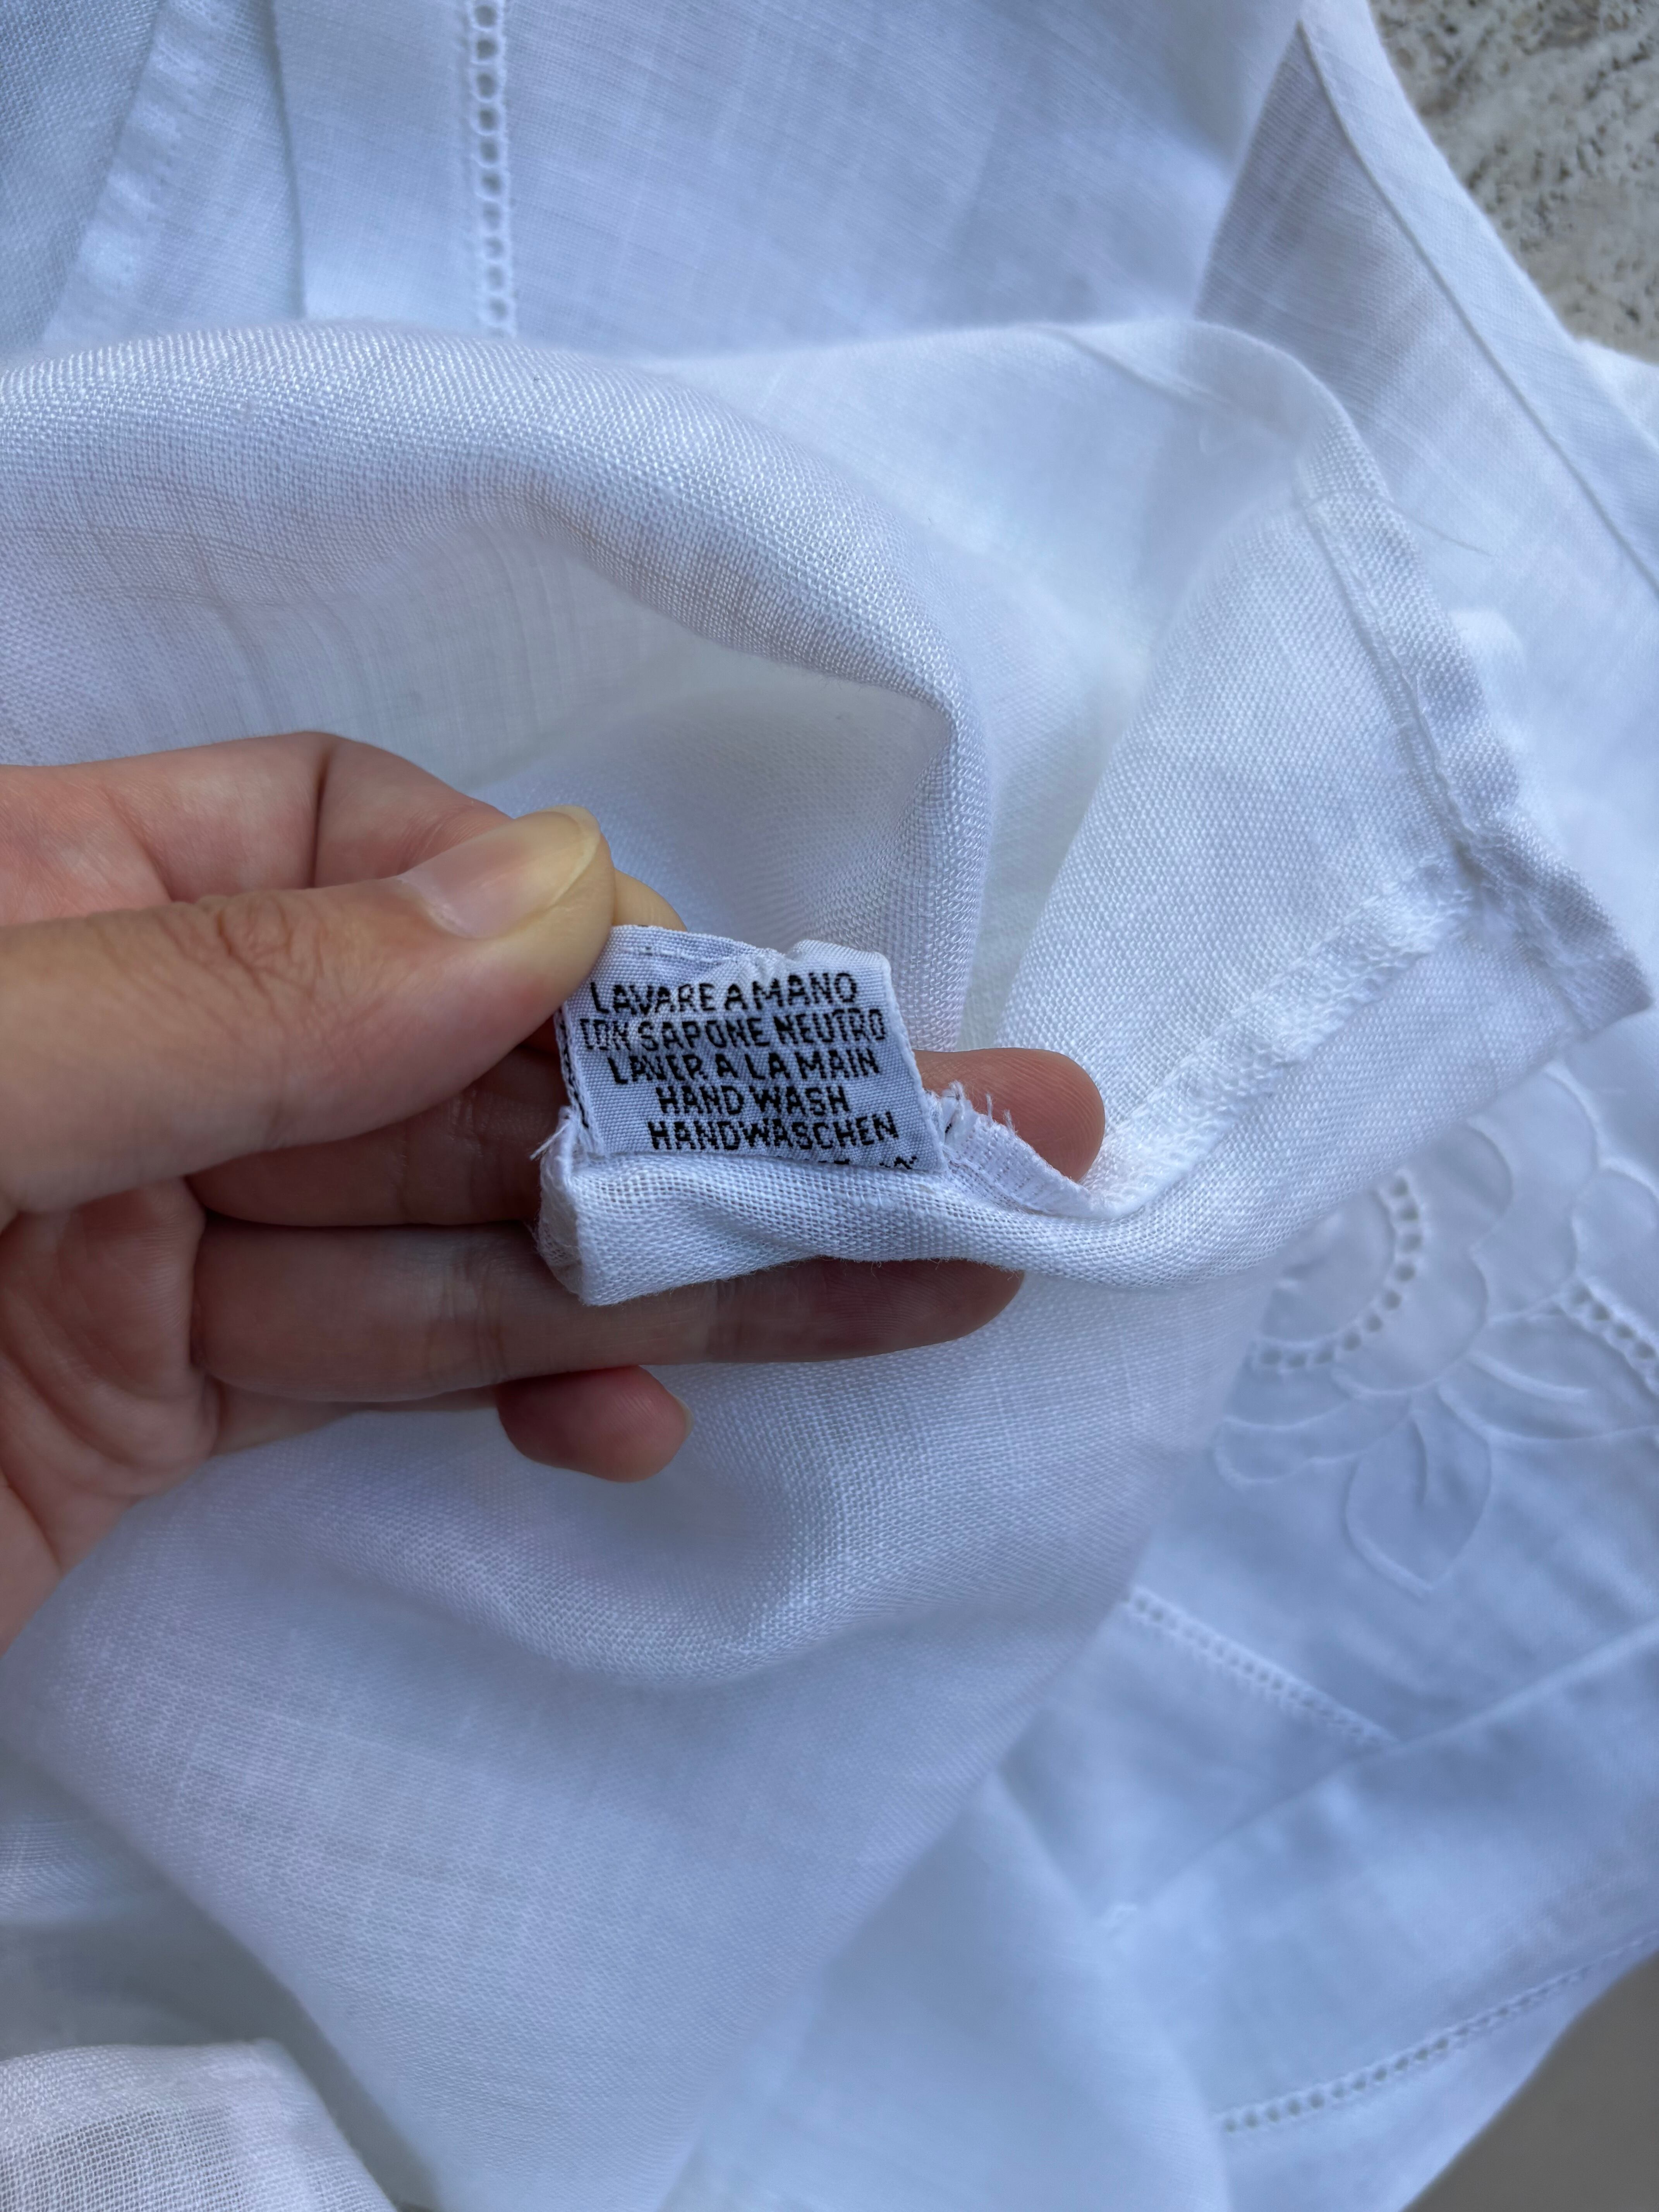 LAVARE A MANO
CON SAPONE NEUTRO
LAVER A LA MAIN
HAND WASH
HANDWASCHEN